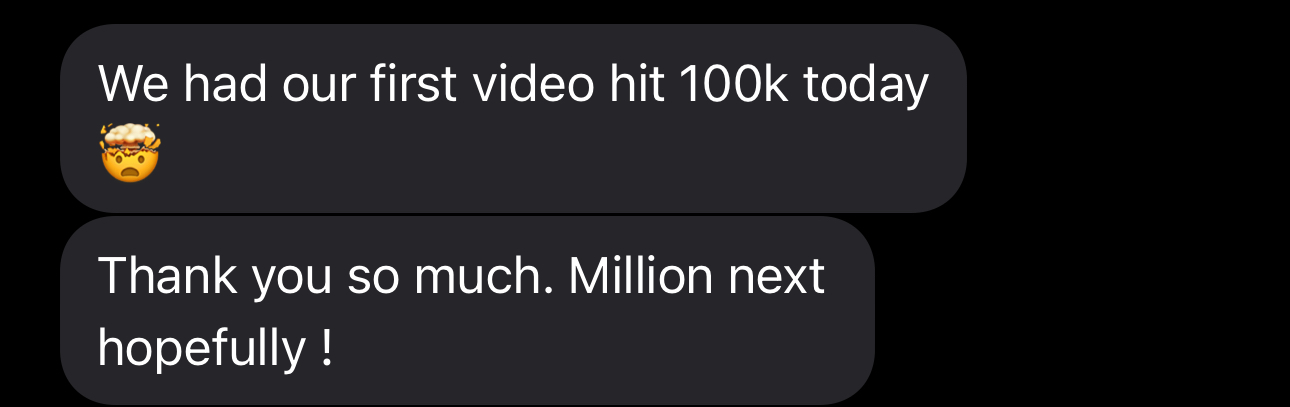 We had our first video hit 100k today
🤯
Thank you so much. Million next
hopefully !